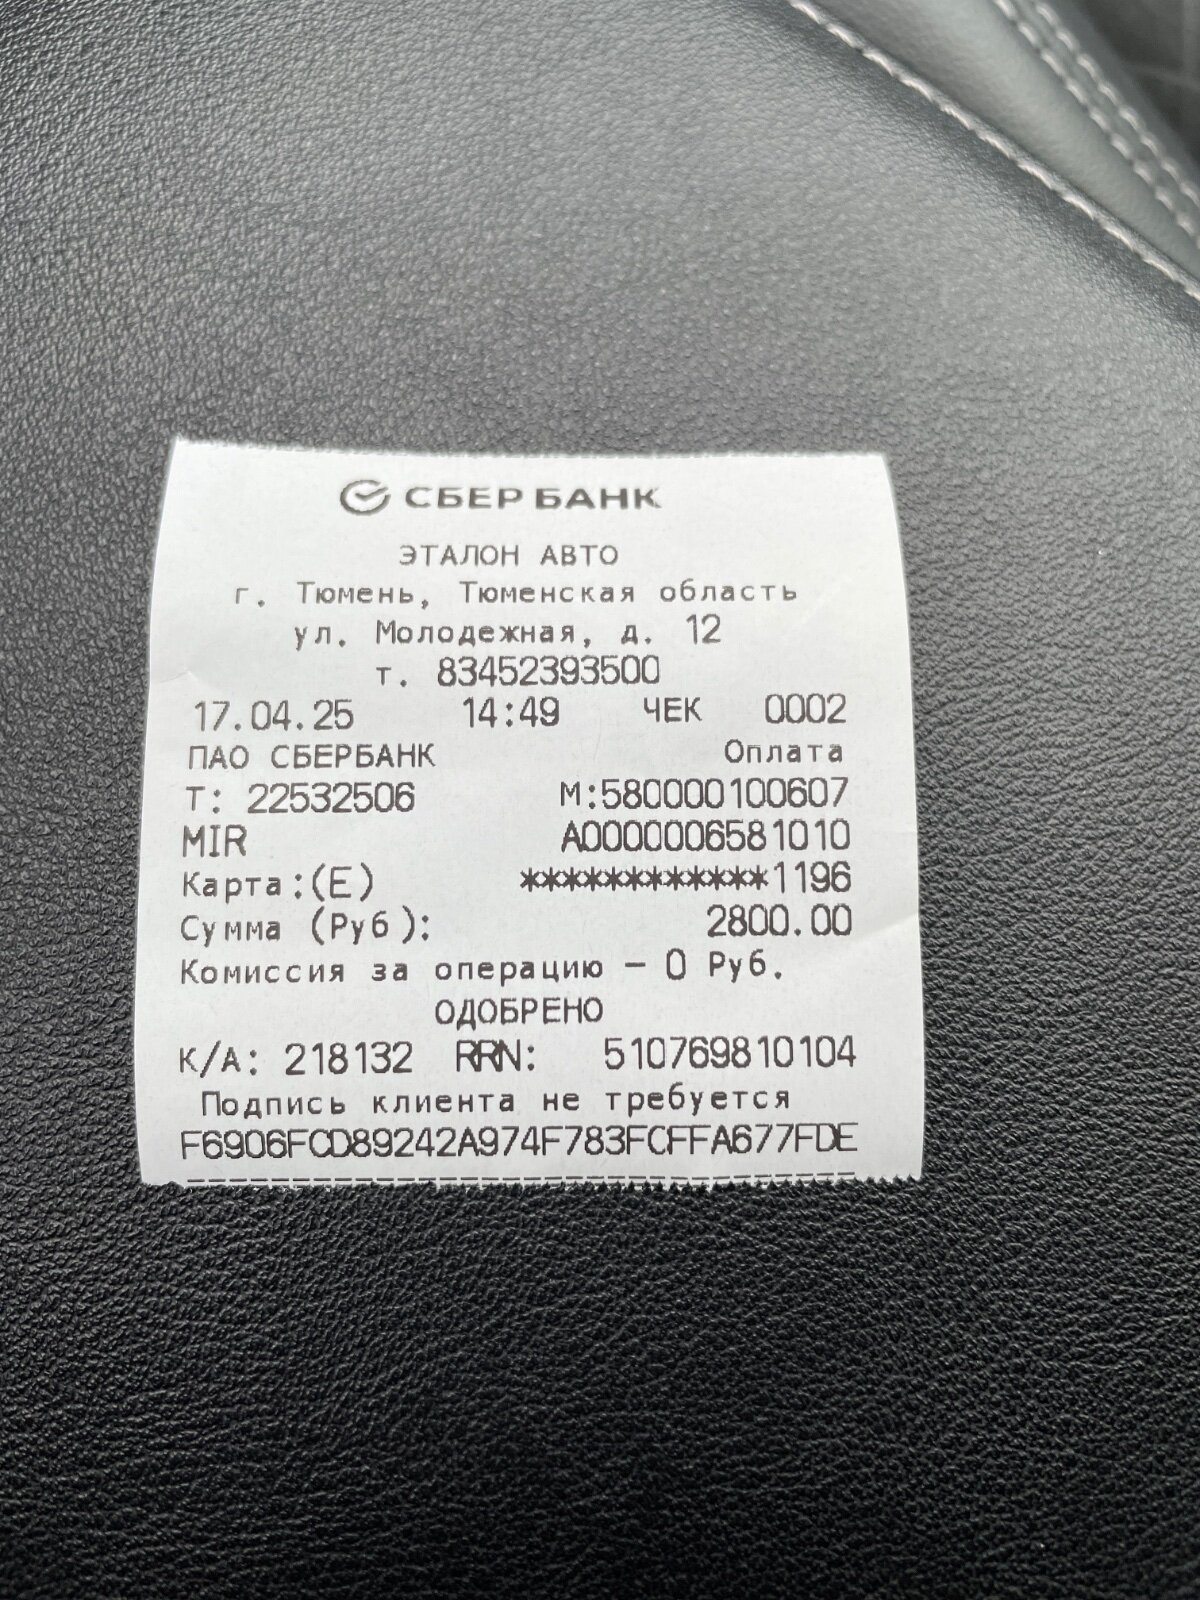 СБЕР БАНК
ЭТАЛОН АВТО
г. Тюмень, Тюменская область
ул. Молодежная, д. 12
т. 83452393500
17.04.25 14:49 ЧЕК 0002
ПАО СБЕРБАНК Оплата
Т: 22532506 М:580000100607
MIR A0000006581010
Карта:(E) ************1196
Сумма (Руб): 2800.00
Комиссия за операцию – 0 Руб.
ОДОБРЕНО
К/А: 218132 RRN: 510769810104
Подпись клиента не требуется
F6906FCD89242A974F783FCFFA677FDE